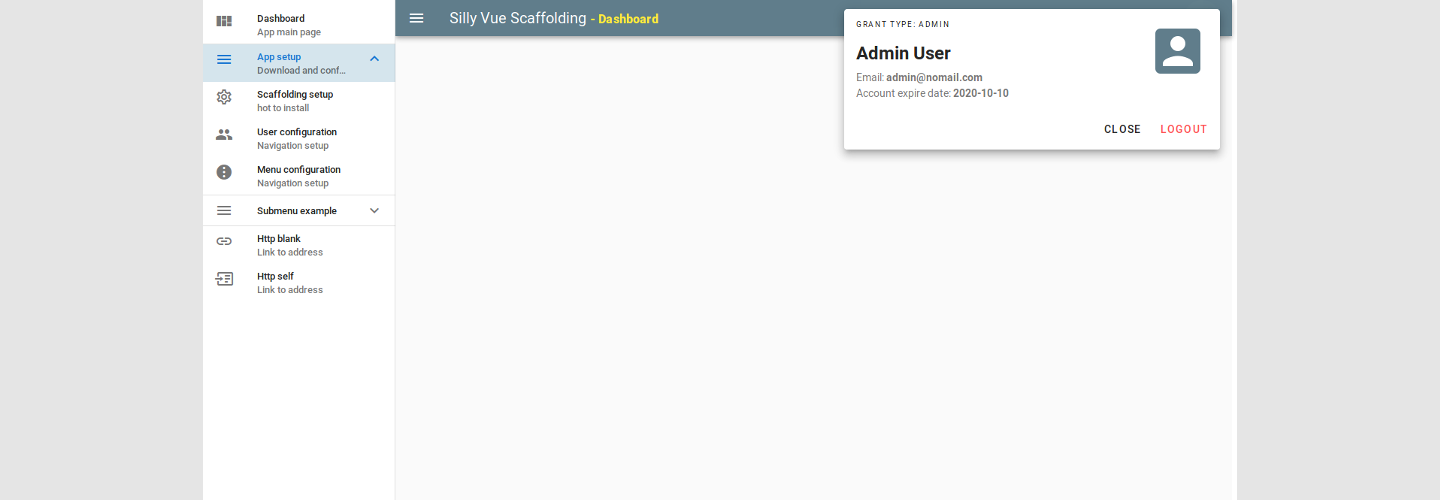 Dashboard
App main page
App setup
Download and conf...
Scaffolding setup
hot to install
User configuration
Navigation setup
Menu configuration
Navigation setup
Submenu example
Http blank
Link to address
Http self
Link to address
Silly Vue Scaffolding - Dashboard
GRANT TYPE: ADMIN
Admin User
Email: admin@nomail.com
Account expire date: 2020-10-10
CLOSE LOGOUT